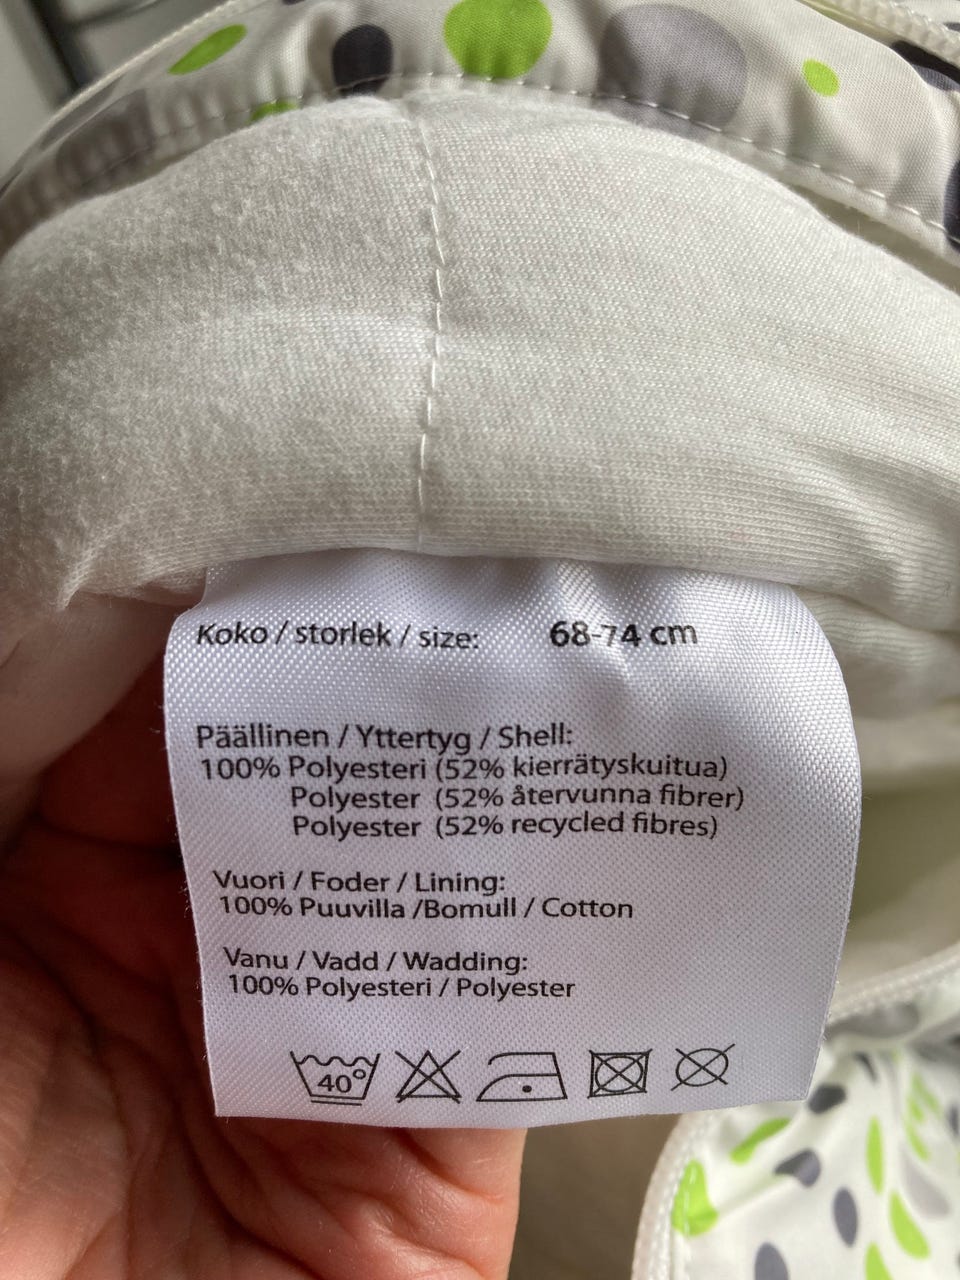 Koko / storlek / size: 68-74 cm
Päällinen / Yttertyg / Shell:
100% Polyesteri (52% kierrätyskuitua)
Polyester (52% återvunna fibrer)
Polyester (52% recycled fibres)
Vuori / Foder / Lining:
100% Puuvilla /Bomull / Cotton
Vanu / Vadd / Wadding:
100% Polyesteri / Polyester
40°